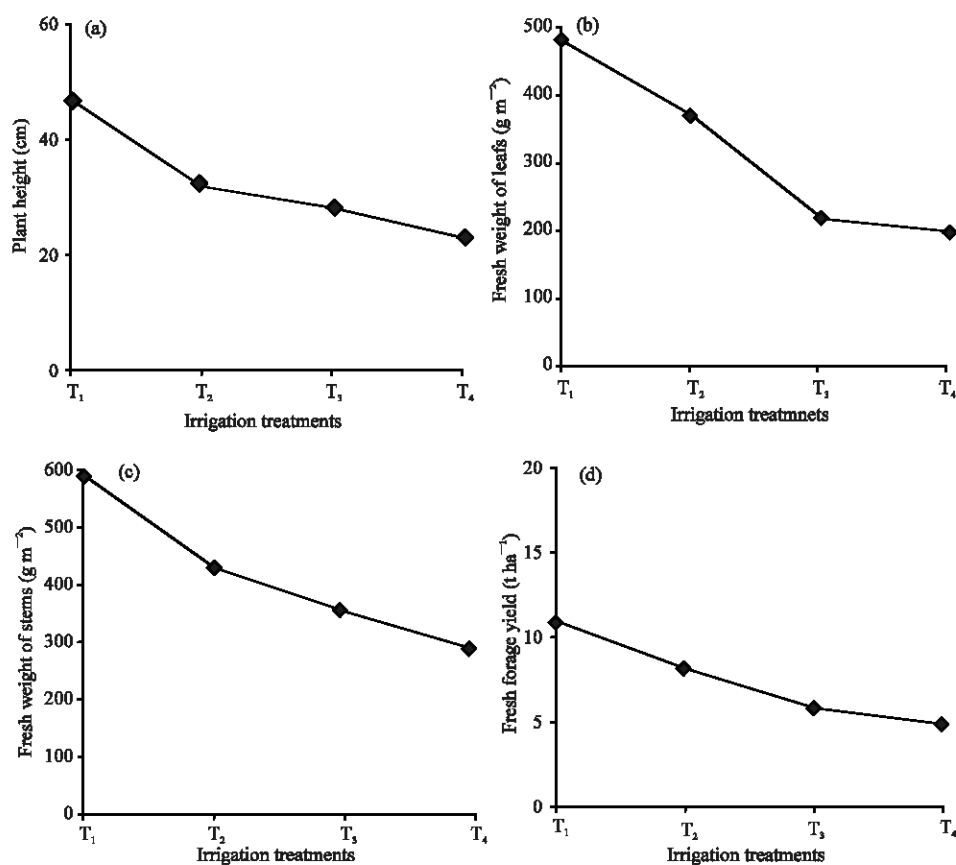 (a)
60
40
20
0
Plant height (cm)
T₁ T₂ T₃ T₄
Irrigation treatments
(b)
500
400
300
200
100
0
Fresh weight of leafs (g m⁻²)
T₁ T₂ T₃ T₄
Irrigation treatmnets
(c)
600
500
400
300
200
100
0
Fresh weight of stems (g m⁻²)
T₁ T₂ T₃ T₄
Irrigation treatments
(d)
20
15
10
5
0
Fresh forage yield (t ha⁻¹)
T₁ T₂ T₃ T₄
Irrigation treatments